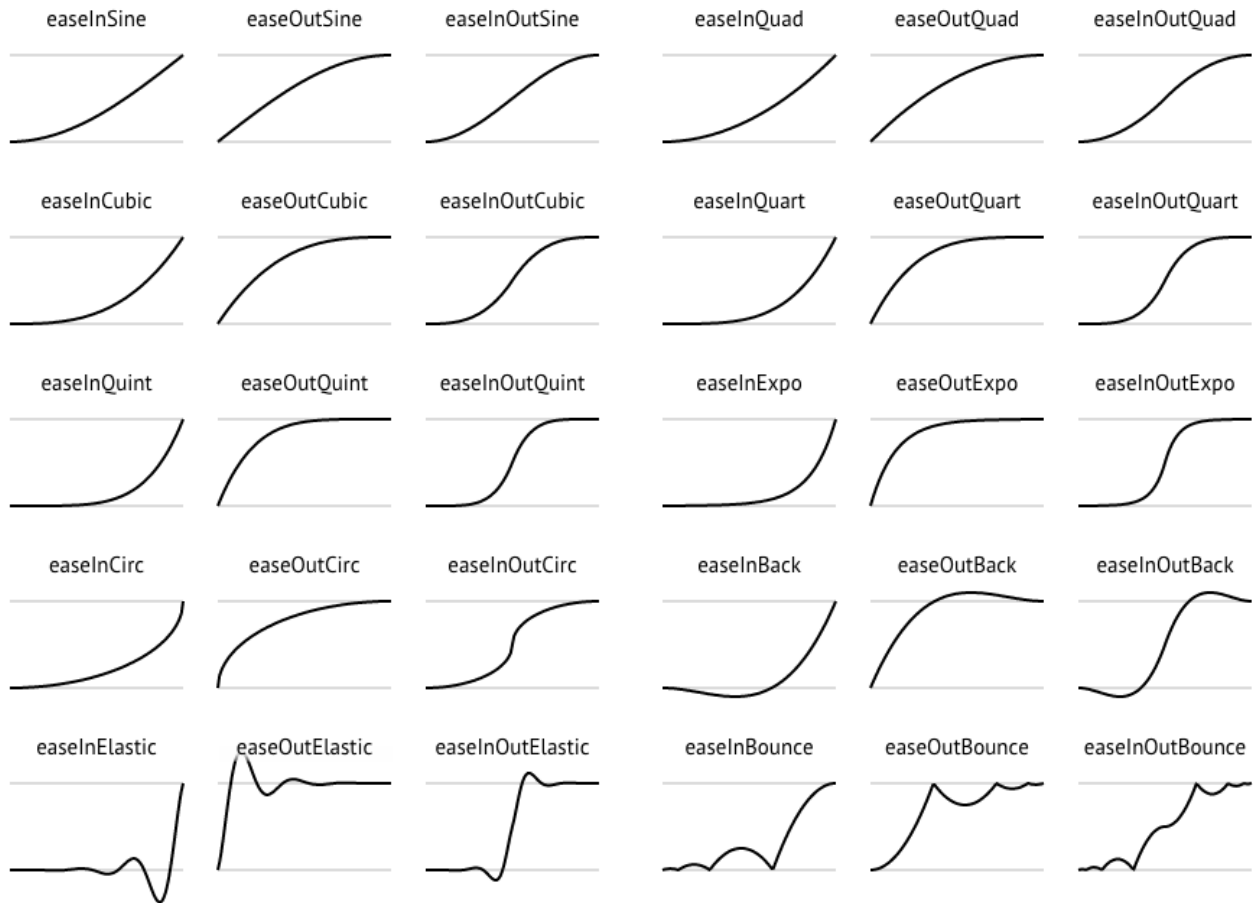 easeInSine easeOutSine easeInOutSine easeInQuad easeOutQuad easeInOutQuad
easeInCubic easeOutCubic easeInOutCubic easeInQuart easeOutQuart easeInOutQuart
easeInQuint easeOutQuint easeInOutQuint easeInExpo easeOutExpo easeInOutExpo
easeInCirc easeOutCirc easeInOutCirc easeInBack easeOutBack easeInOutBack
easeInElastic easeOutElastic easeInOutElastic easeInBounce easeOutBounce easeInOutBounce